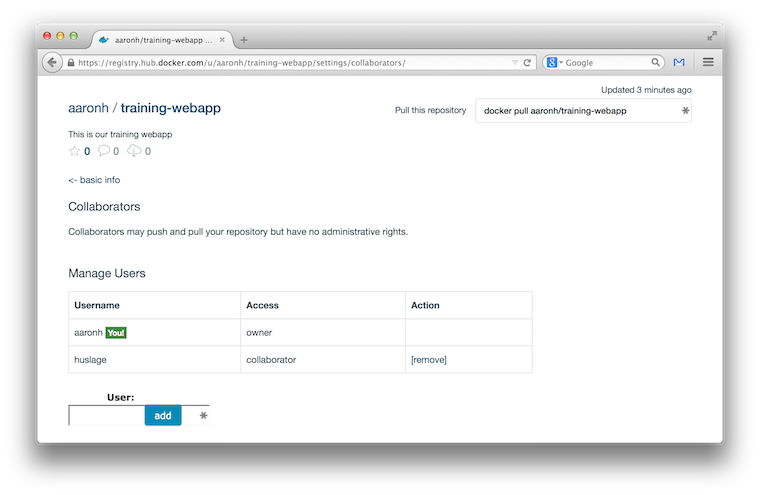 aaronh/training-webapp ...
https://registry.hub.docker.com/u/aaronh/training-webapp/settings/collaborators/
Google
Updated 3 minutes ago
aaronh / training-webapp
Pull this repository
docker pull aaronh/training-webapp
This is our training webapp
0 0 0
<- basic info
Collaborators
Collaborators may push and pull your repository but have no administrative rights.
Manage Users
Username Access Action
aaronh You! owner
huslage collaborator [remove]
User:
add